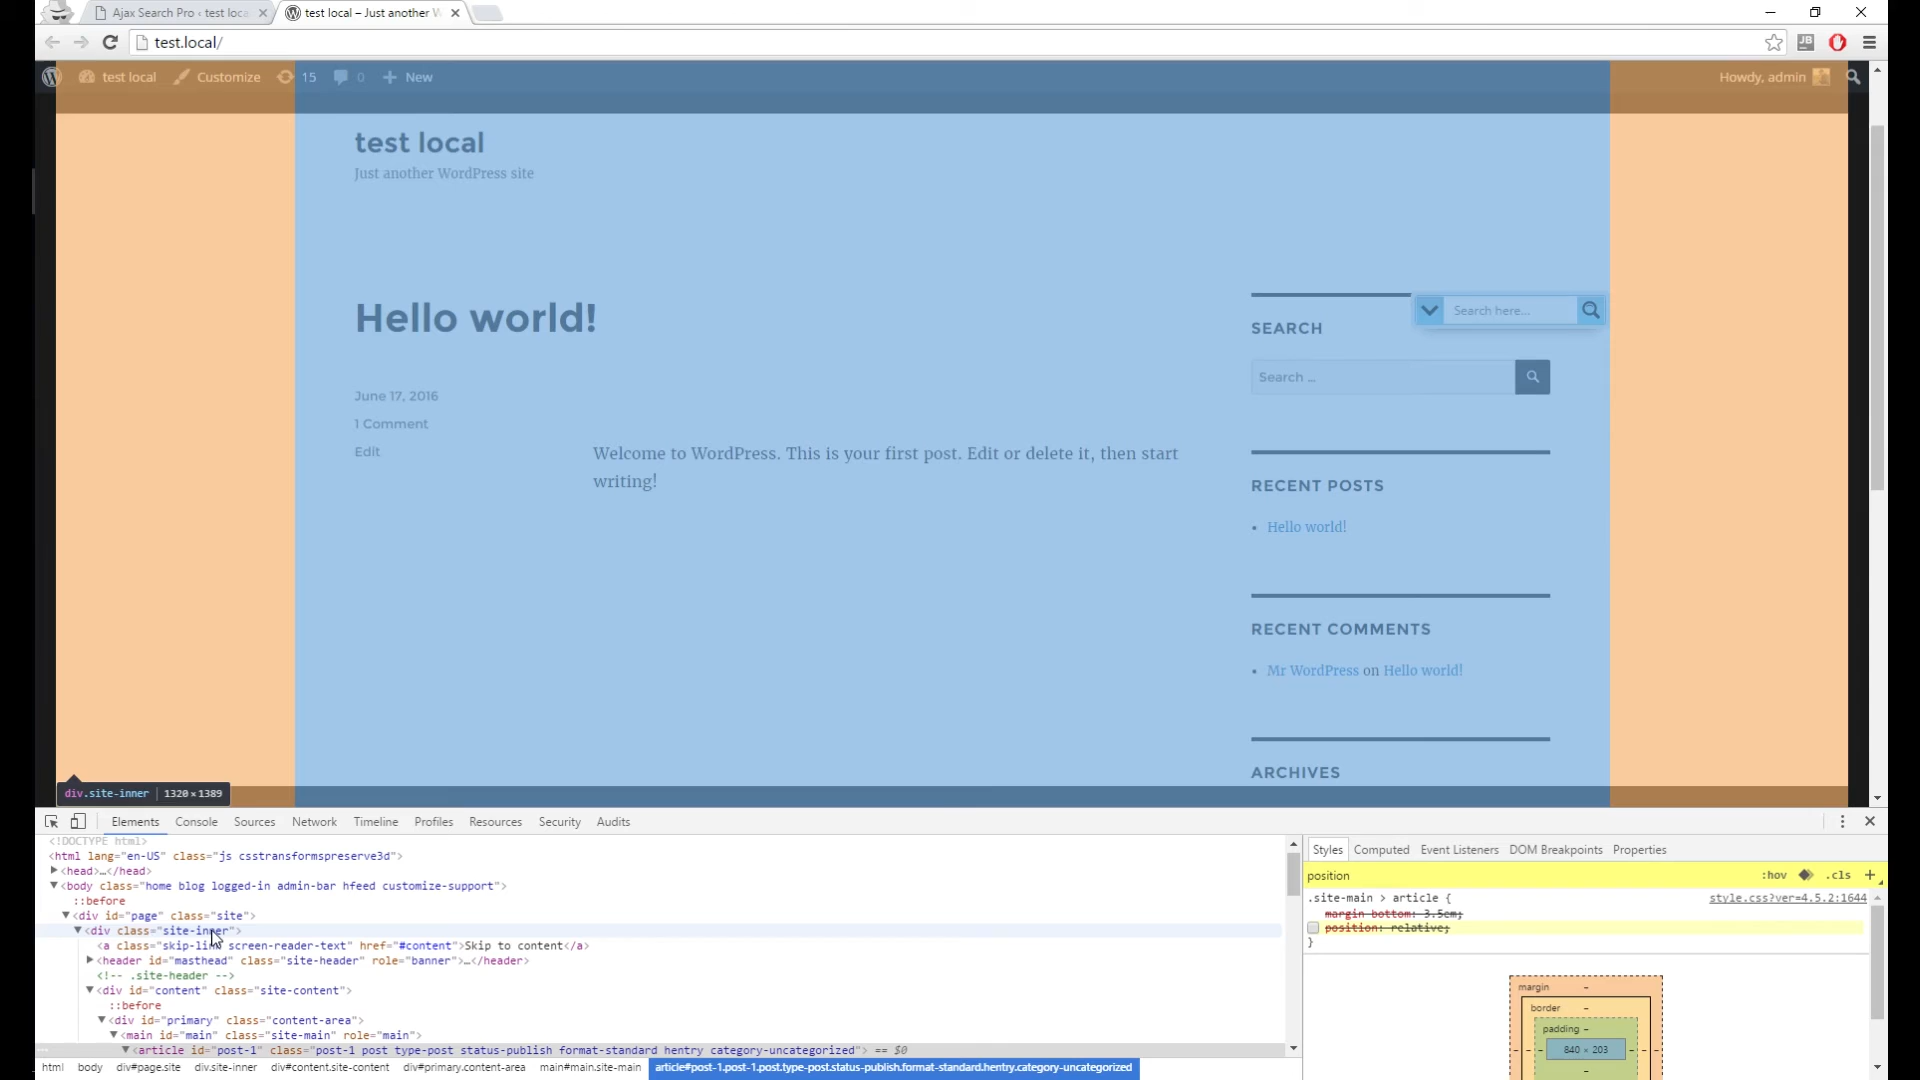 Ajax Search Pro ‹ test loca
test local – Just another W
test.local/
test local
Customize
15
0
New
Howdy, admin
test local
Just another WordPress site
Hello world!
June 17, 2016
1 Comment
Edit
Welcome to WordPress. This is your first post. Edit or delete it, then start
writing!
Search here...
SEARCH
Search …
RECENT POSTS
Hello world!
RECENT COMMENTS
Mr WordPress on Hello world!
ARCHIVES
div.site-inner | 1320 × 1389
Elements Console Sources Network Timeline Profiles Resources Security Audits
<!DOCTYPE html>
<html lang="en-US" class="js csstransformspreserve3d">
<head>…</head>
<body class="home blog logged-in admin-bar hfeed customize-support">
::before
<div id="page" class="site">
<div class="site-inner">
<a class="skip-link screen-reader-text" href="#content">Skip to content</a>
<header id="masthead" class="site-header" role="banner">…</header>
<!-- .site-header -->
<div id="content" class="site-content">
::before
<div id="primary" class="content-area">
<main id="main" class="site-main" role="main">
<article id="post-1" class="post-1 post type-post status-publish format-standard hentry category-uncategorized"> == $0
html body div#page.site div.site-inner div#content.site-content div#primary.content-area main#main.site-main article#post-1.post-1.post.type-post.status-publish.format-standard.hentry.category-uncategorized
Styles Computed Event Listeners DOM Breakpoints Properties
position :hov .cls +
.site-main > article { style.css?ver=4.5.2:1644
margin-bottom: 3.5em;
position: relative;
}
margin –
border –
padding –
– – – 840 × 203 – – –
–